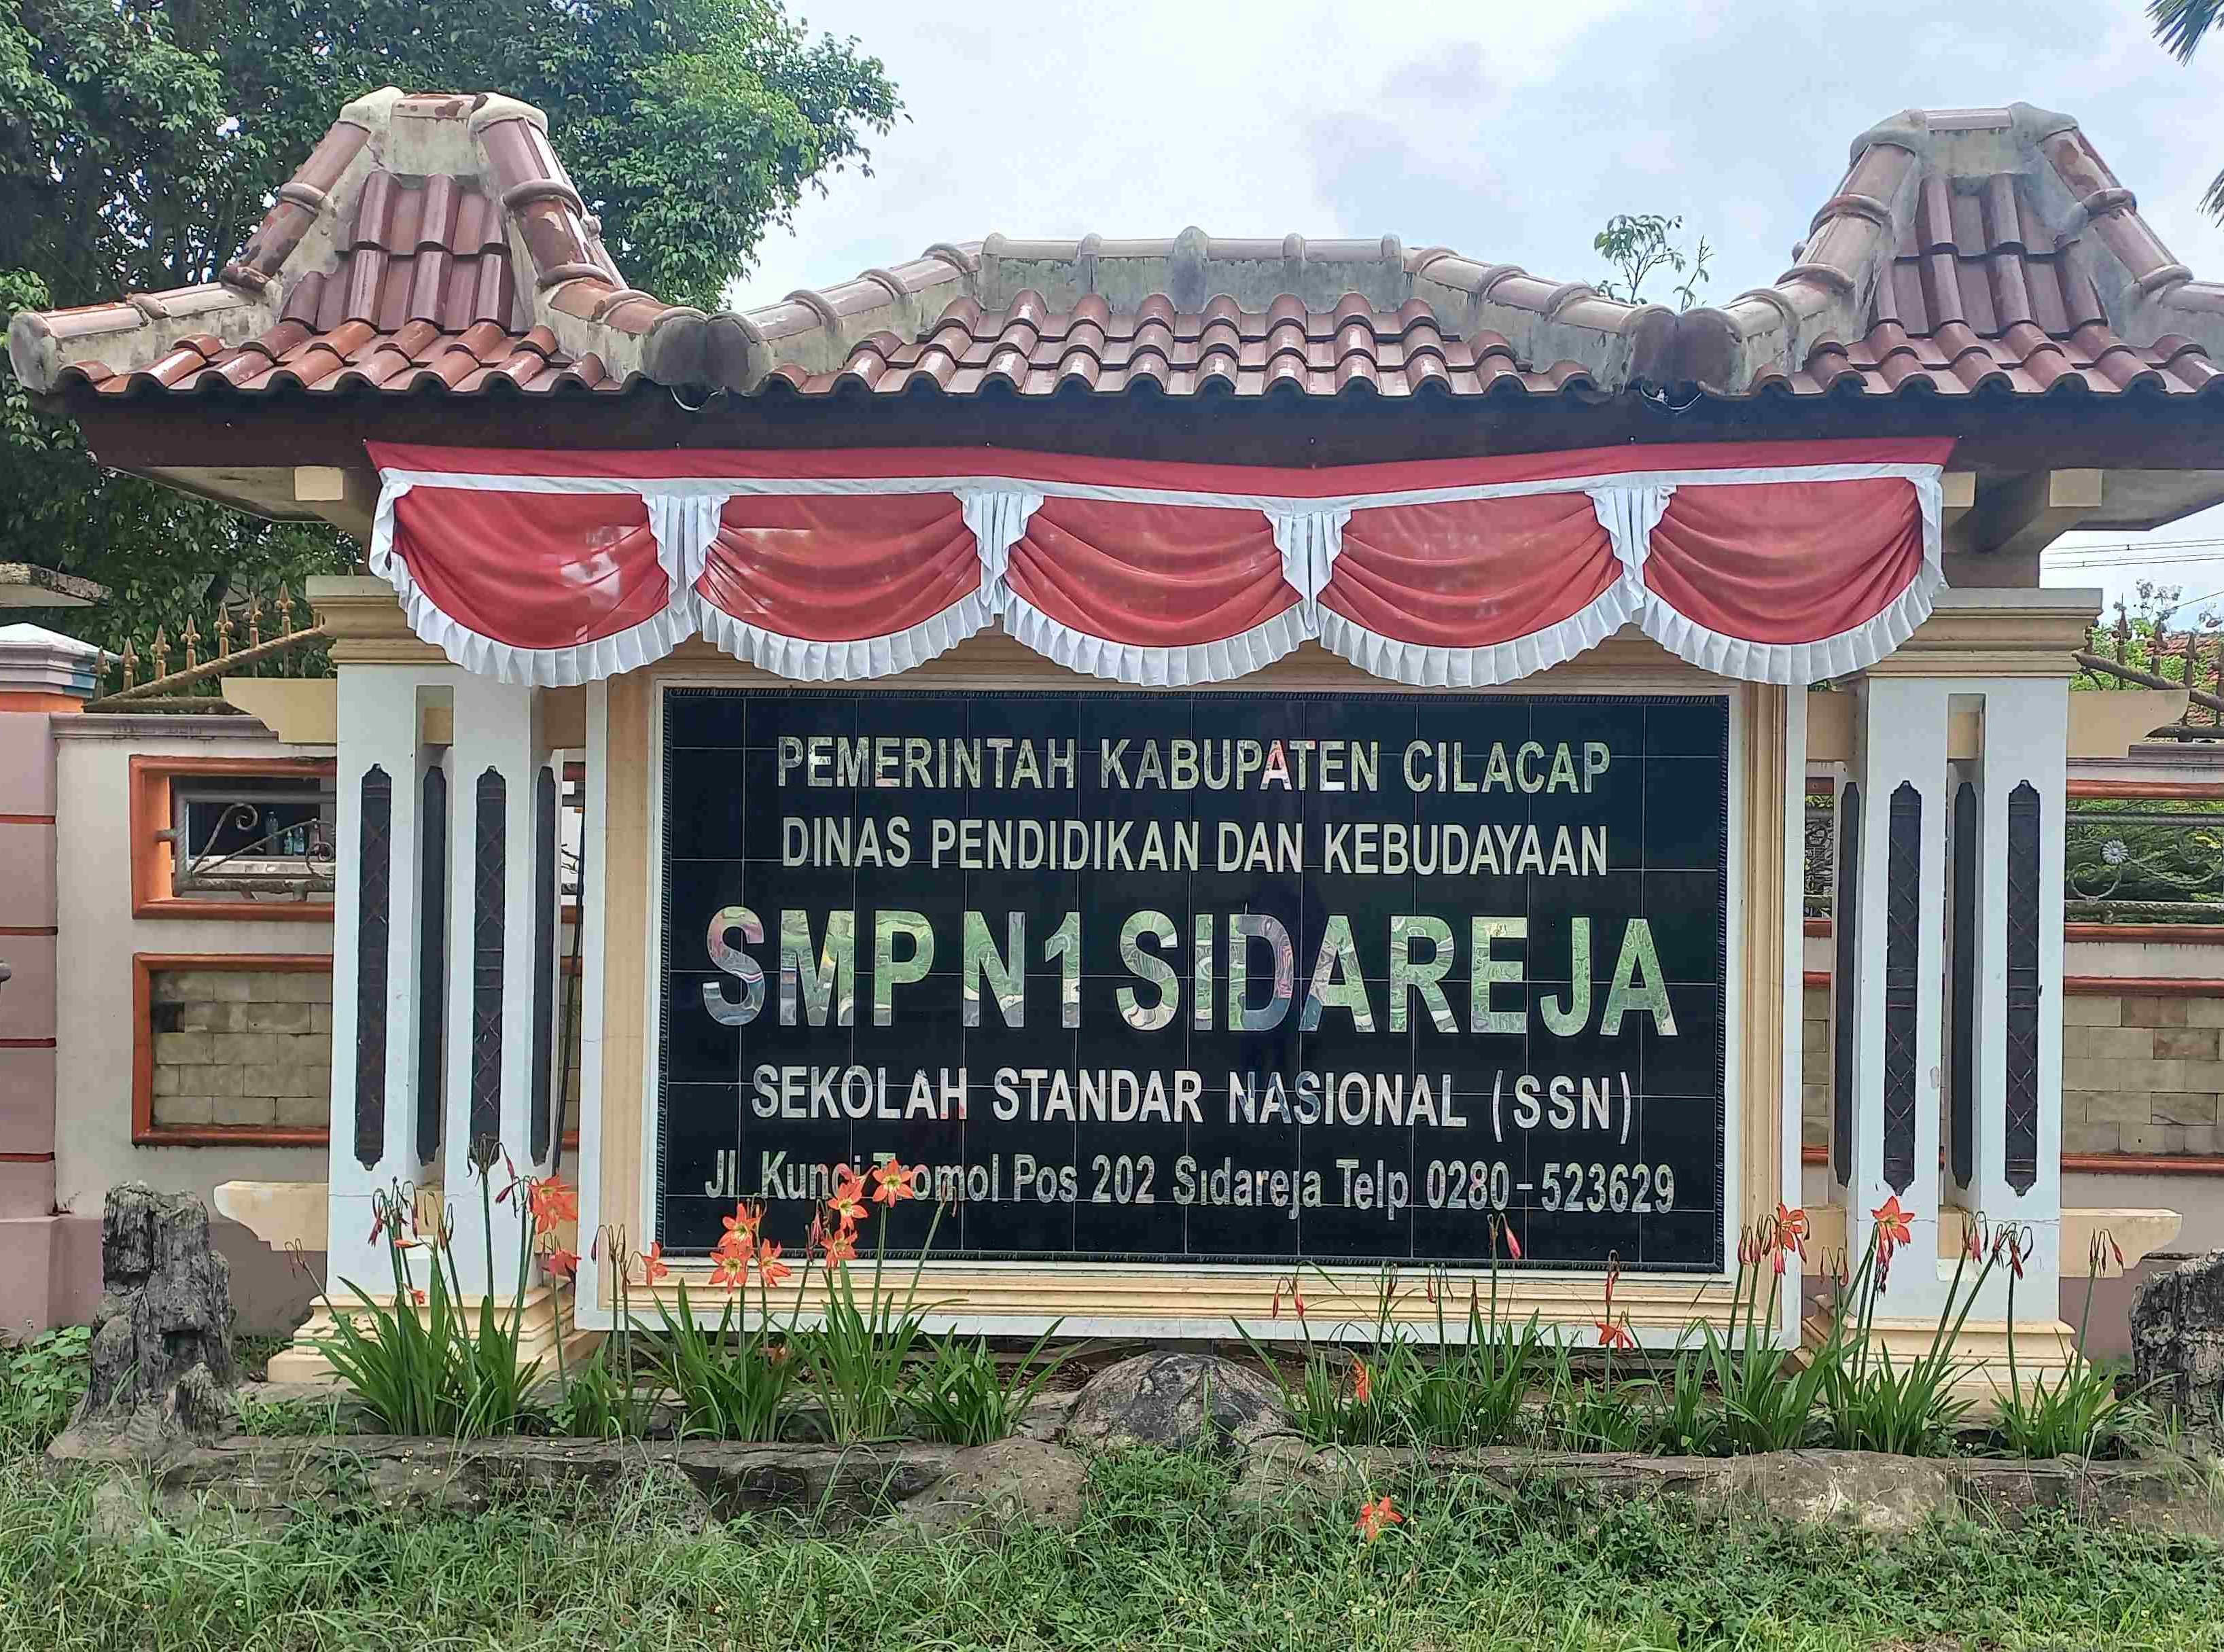 PEMERINTAH KABUPATEN CILACAP
DINAS PENDIDIKAN DAN KEBUDAYAAN
SMP N 1 SIDAREJA
SEKOLAH STANDAR NASIONAL (SSN)
Jl. Kunci Tromol Pos 202 Sidareja Telp 0280-523629